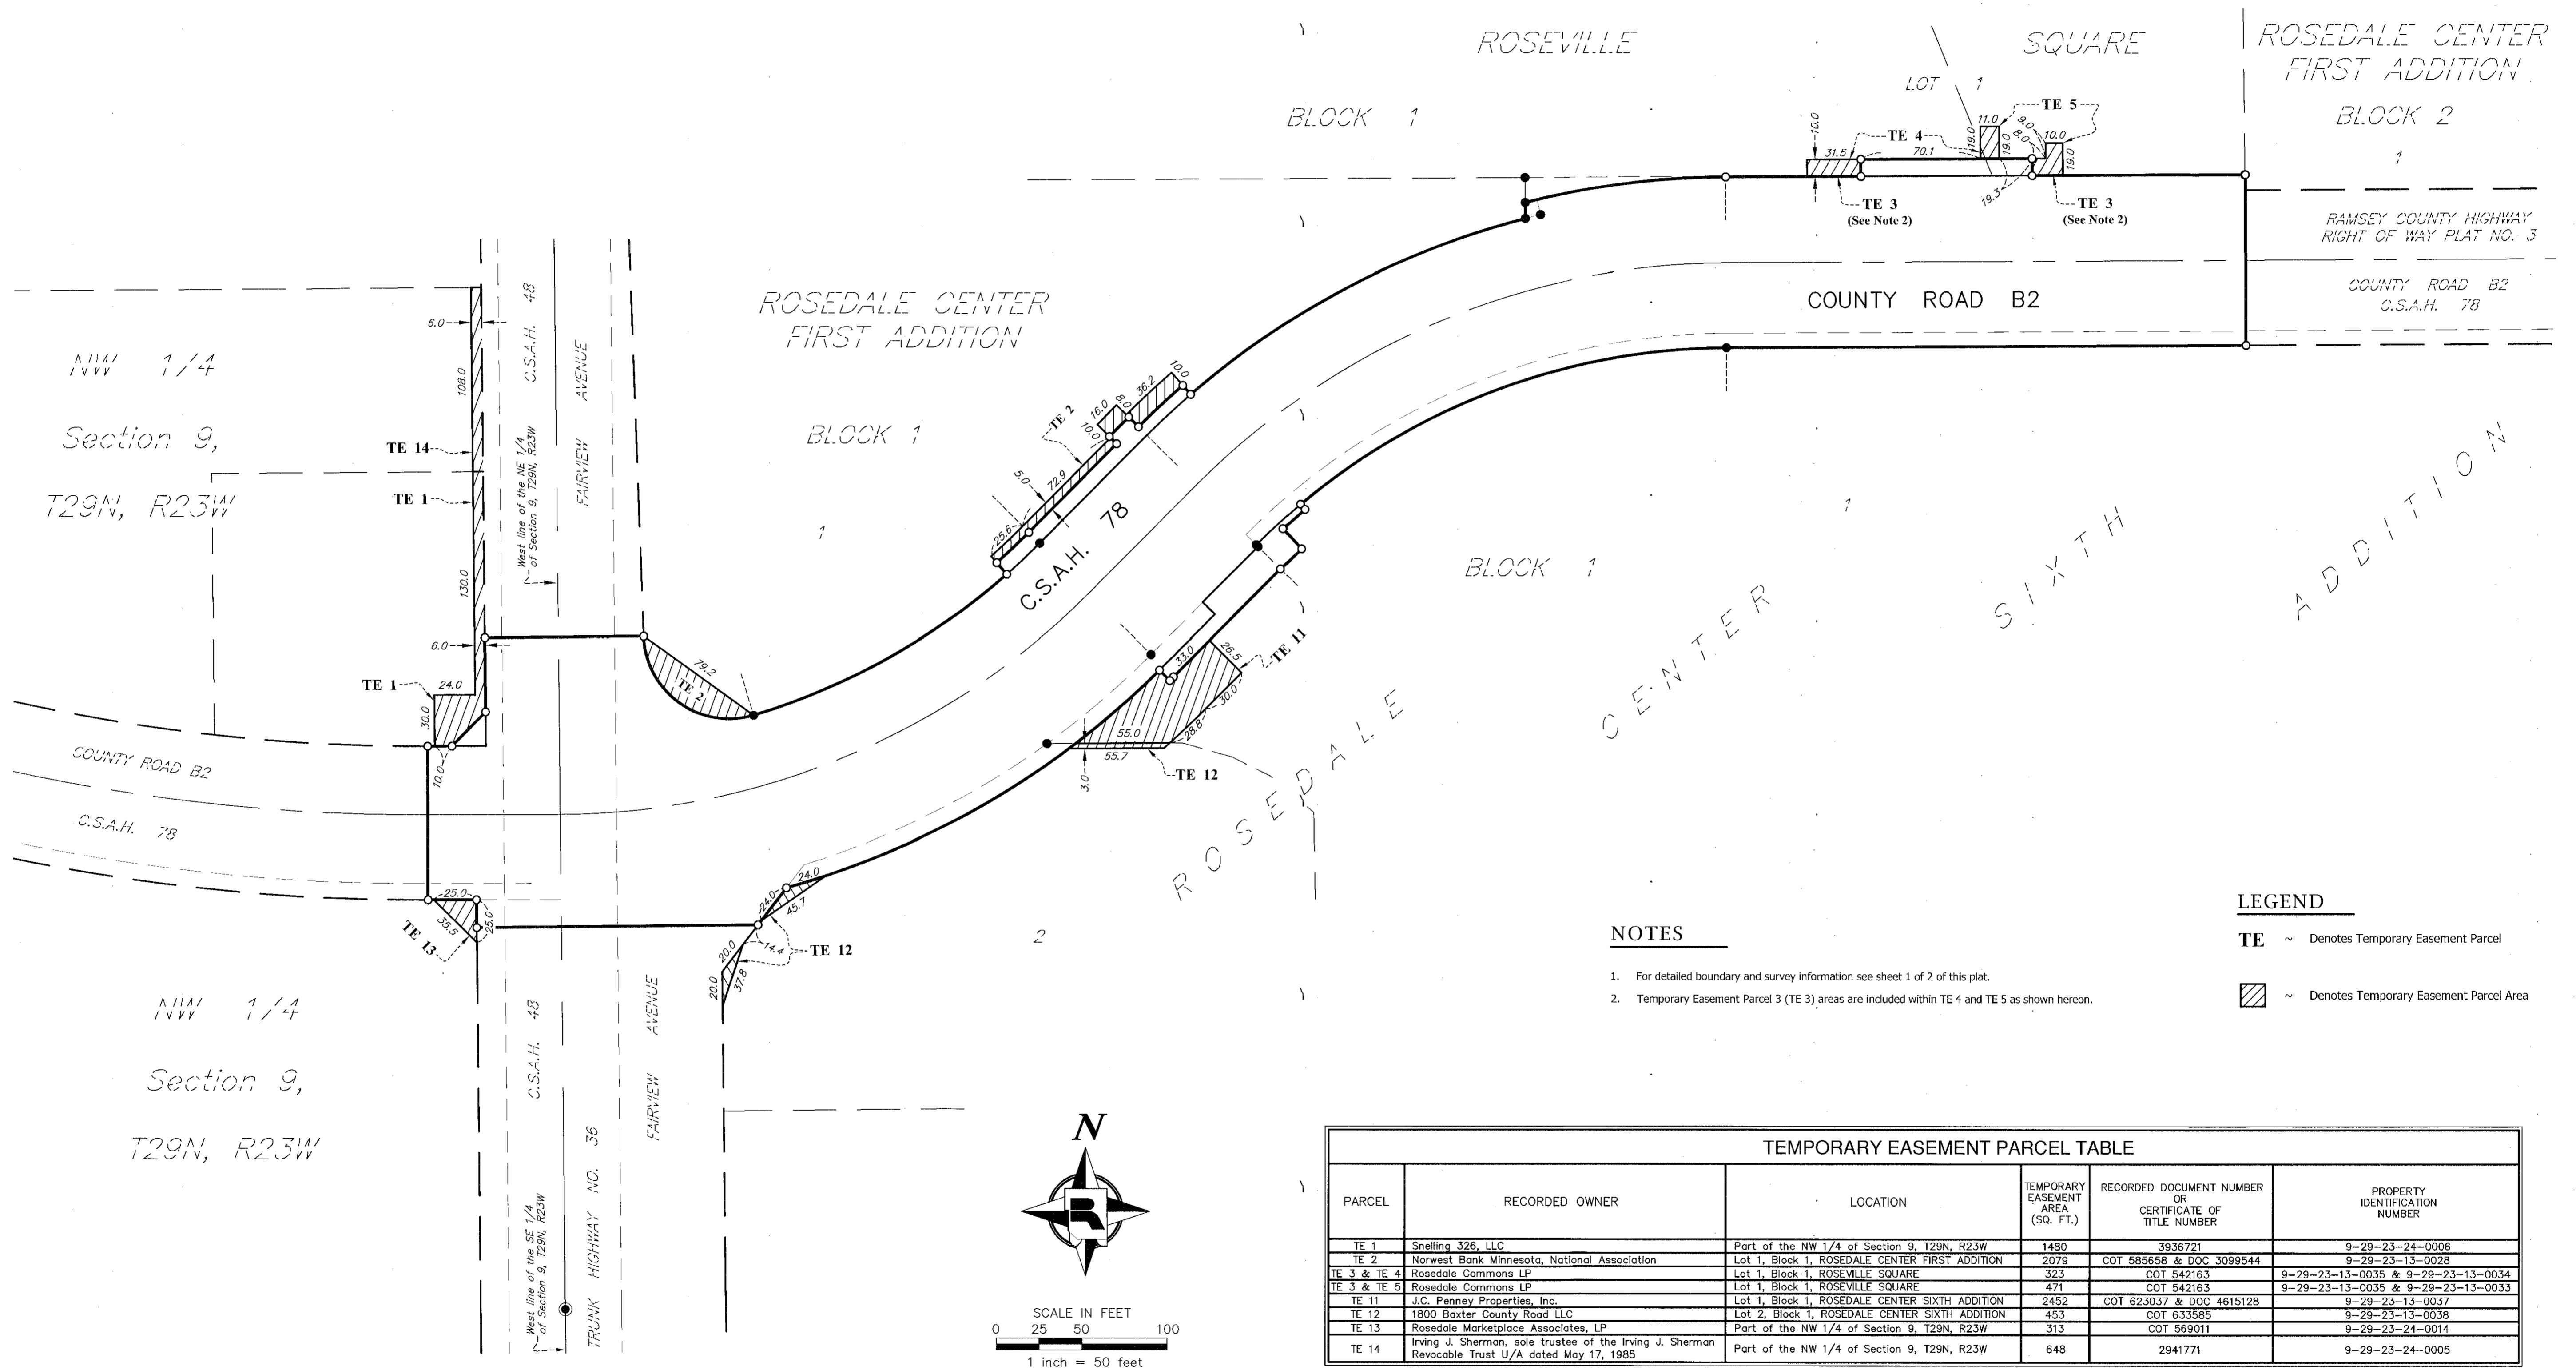 ROSEVILLE SQUARE
ROSEDALE CENTER
FIRST ADDITION
BLOCK 2
1
BLOCK 1
LOT 1
TE 5
11.0
9.0
8.0
10.0
19.0
19.0
19.0
10.0
31.5
TE 4
70.1
19.3
TE 3
(See Note 2)
TE 3
(See Note 2)
RAMSEY COUNTY HIGHWAY
RIGHT OF WAY PLAT NO. 3
COUNTY ROAD B2
COUNTY ROAD B2
C.S.A.H. 78
ROSEDALE CENTER
FIRST ADDITION
BLOCK 1
1
NW 1/4
Section 9,
T29N, R23W
6.0
108.0
TE 14
TE 1
130.0
6.0
TE 1
24.0
30.0
10.0
C.S.A.H. 48
FAIRVIEW AVENUE
West line of the NE 1/4
of Section 9, T29N, R23W
10.0
36.2
8.0
16.0
10.0
TE 2
72.9
5.0
25.6
C.S.A.H. 78
79.2
TE 2
26.5
TE 11
33.0
30.0
28.8
55.0
55.7
3.0
TE 12
BLOCK 1
1
ROSEDALE CENTER SIXTH ADDITION
COUNTY ROAD B2
C.S.A.H. 78
25.0
25.0
35.5
TE 13
24.0
24.0
45.7
TE 12
14.4
20.0
20.0
37.8
2
NW 1/4
Section 9,
T29N, R23W
C.S.A.H. 48
FAIRVIEW AVENUE
TRUNK HIGHWAY NO. 36
West line of the SE 1/4
of Section 9, T29N, R23W
N
R
SCALE IN FEET
0 25 50 100
1 inch = 50 feet
NOTES
1. For detailed boundary and survey information see sheet 1 of 2 of this plat.
2. Temporary Easement Parcel 3 (TE 3) areas are included within TE 4 and TE 5 as shown hereon.
LEGEND
TE ~ Denotes Temporary Easement Parcel
~ Denotes Temporary Easement Parcel Area
TEMPORARY EASEMENT PARCEL TABLE
PARCEL RECORDED OWNER LOCATION TEMPORARY EASEMENT AREA (SQ. FT.) RECORDED DOCUMENT NUMBER OR CERTIFICATE OF TITLE NUMBER PROPERTY IDENTIFICATION NUMBER
TE 1 Snelling 326, LLC Part of the NW 1/4 of Section 9, T29N, R23W 1480 3936721 9-29-23-24-0006
TE 2 Norwest Bank Minnesota, National Association Lot 1, Block 1, ROSEDALE CENTER FIRST ADDITION 2079 COT 585658 & DOC 3099544 9-29-23-13-0028
TE 3 & TE 4 Rosedale Commons LP Lot 1, Block 1, ROSEVILLE SQUARE 323 COT 542163 9-29-23-13-0035 & 9-29-23-13-0034
TE 3 & TE 5 Rosedale Commons LP Lot 1, Block 1, ROSEVILLE SQUARE 471 COT 542163 9-29-23-13-0035 & 9-29-23-13-0033
TE 11 J.C. Penney Properties, Inc. Lot 1, Block 1, ROSEDALE CENTER SIXTH ADDITION 2452 COT 623037 & DOC 4615128 9-29-23-13-0037
TE 12 1800 Baxter County Road LLC Lot 2, Block 1, ROSEDALE CENTER SIXTH ADDITION 453 COT 633585 9-29-23-13-0038
TE 13 Rosedale Marketplace Associates, LP Part of the NW 1/4 of Section 9, T29N, R23W 313 COT 569011 9-29-23-24-0014
TE 14 Irving J. Sherman, sole trustee of the Irving J. Sherman
Revocable Trust U/A dated May 17, 1985 Part of the NW 1/4 of Section 9, T29N, R23W 648 2941771 9-29-23-24-0005